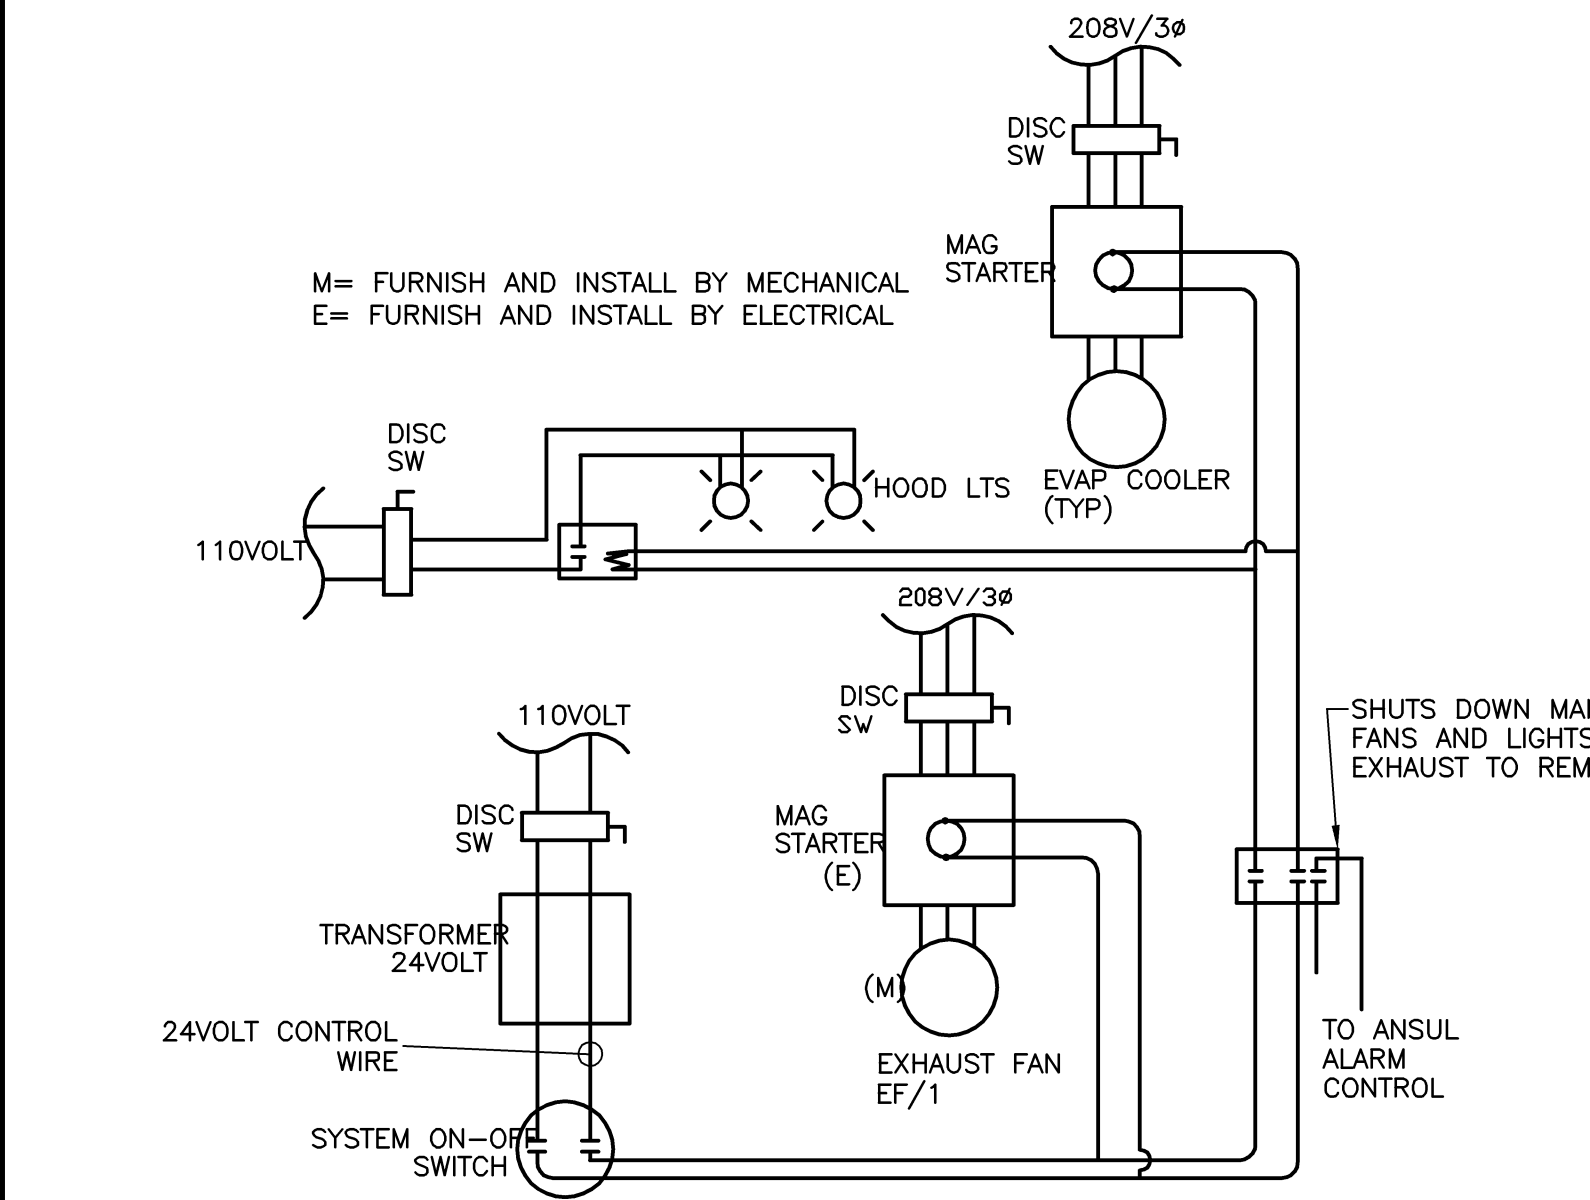 208V/3ø
DISC
SW
MAG
STARTER
M= FURNISH AND INSTALL BY MECHANICAL
E= FURNISH AND INSTALL BY ELECTRICAL
DISC
SW
HOOD LTS
EVAP COOLER
(TYP)
110VOLT
208V/3ø
DISC
SW
110VOLT
SHUTS DOWN
FANS AND LIGHTS
EXHAUST TO
DISC
SW
MAG
STARTER
(E)
TRANSFORMER
24VOLT
(M)
24VOLT CONTROL
WIRE
EXHAUST FAN
EF/1
TO ANSUL
ALARM
CONTROL
SYSTEM ON-OFF
SWITCH